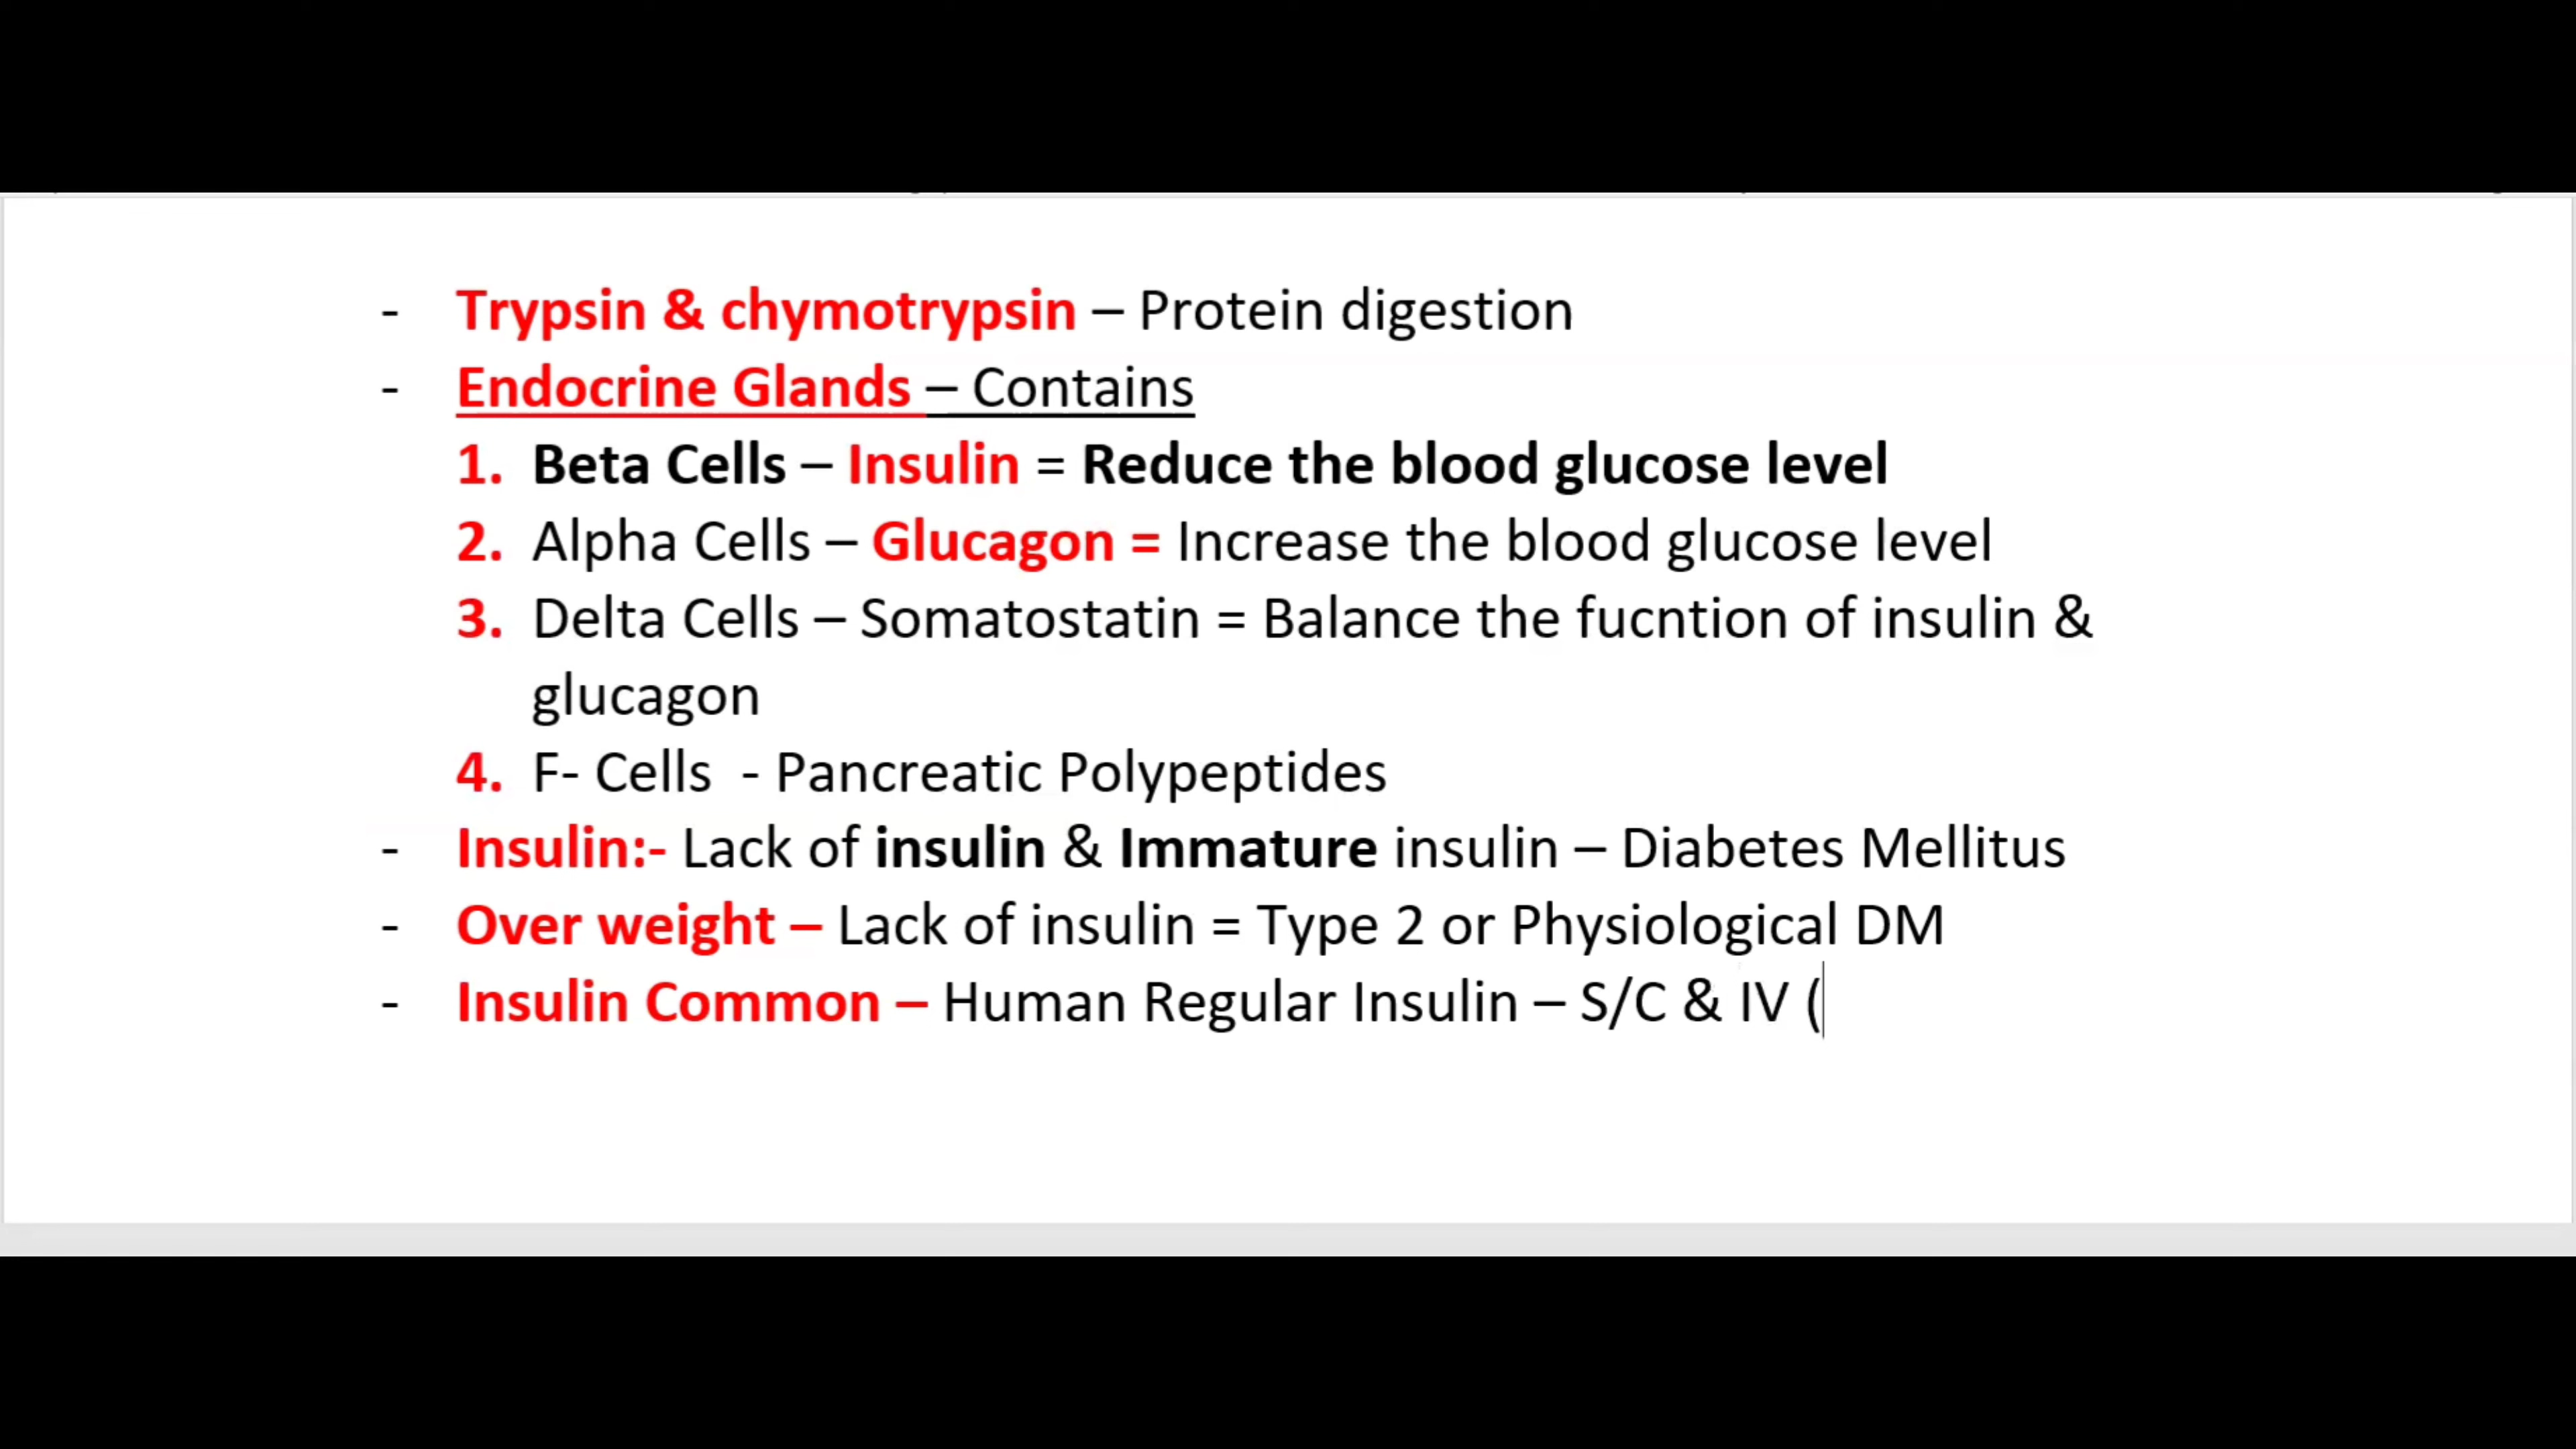 - Trypsin & chymotrypsin – Protein digestion
- Endocrine Glands – Contains
1. Beta Cells – Insulin = Reduce the blood glucose level
2. Alpha Cells – Glucagon = Increase the blood glucose level
3. Delta Cells – Somatostatin = Balance the fucntion of insulin &
glucagon
4. F- Cells - Pancreatic Polypeptides
- Insulin:- Lack of insulin & Immature insulin – Diabetes Mellitus
- Over weight – Lack of insulin = Type 2 or Physiological DM
- Insulin Common – Human Regular Insulin – S/C & IV (